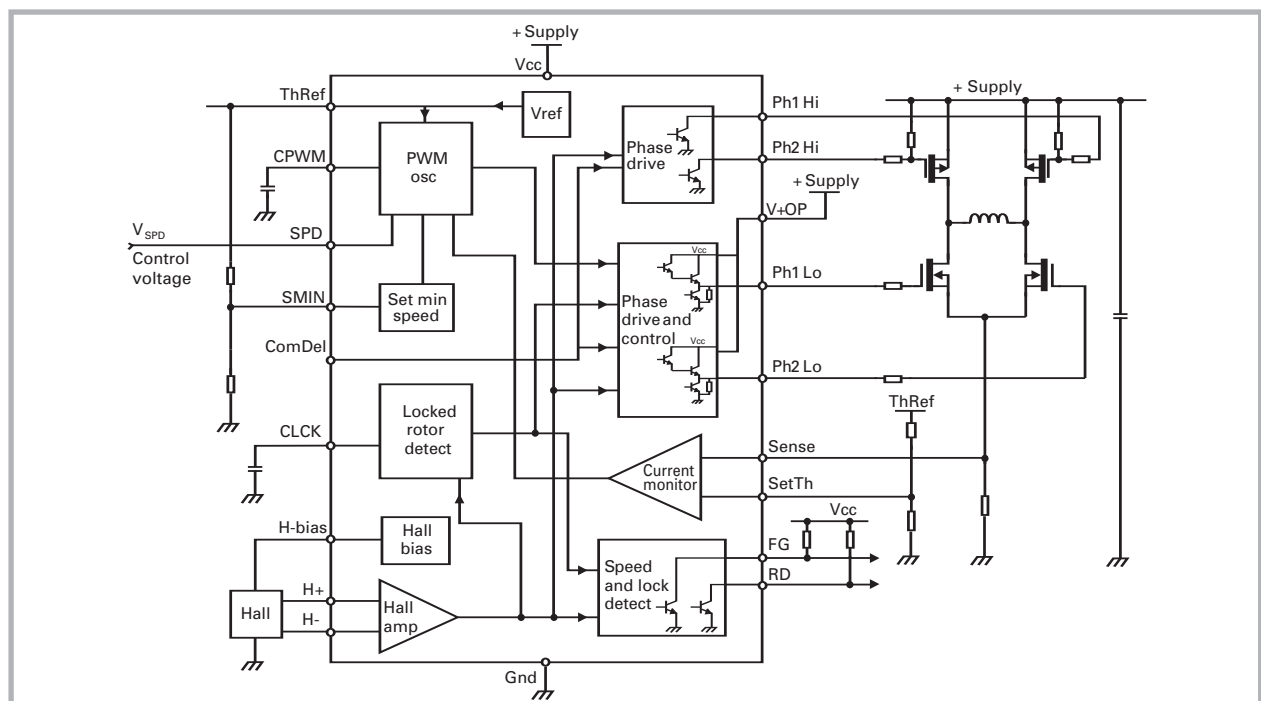 + Supply
Vcc
ThRef
Vref
CPWM
PWM
osc
V_SPD
SPD
Control
voltage
SMIN
Set min
speed
ComDel
CLCK
Locked
rotor
detect
H-bias
Hall
bias
Hall
H+
H-
Hall
amp
Gnd
Phase
drive
Ph1 Hi
Ph2 Hi
+ Supply
V+OP
Vcc
Phase
drive and
control
Vcc
Ph1 Lo
Ph2 Lo
Current
monitor
Sense
SetTh
Speed
and lock
detect
FG
RD
+ Supply
ThRef
Vcc